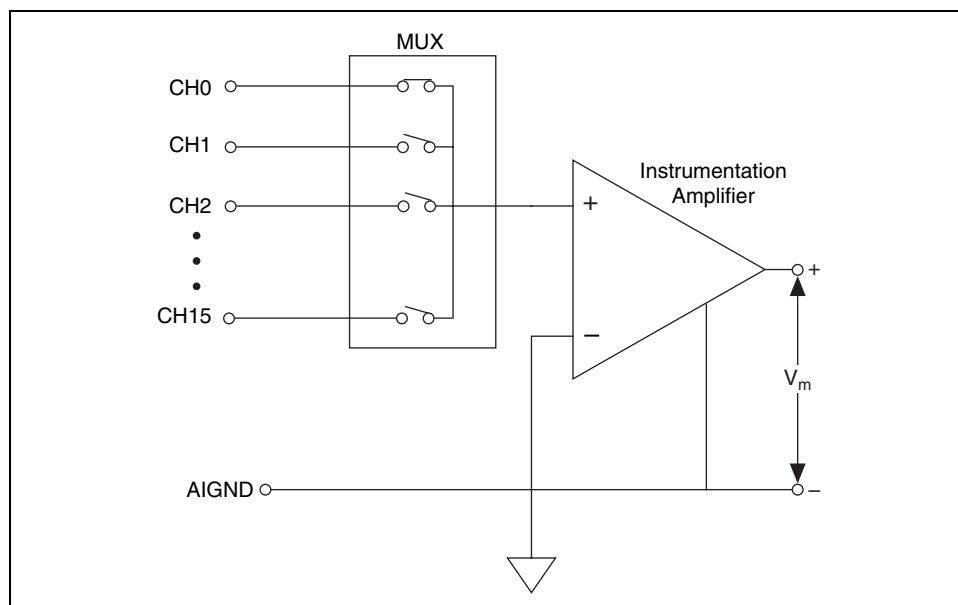 MUX
CH0
CH1
CH2
CH15
Instrumentation
Amplifier
+
−
+
Vm
AIGND
–